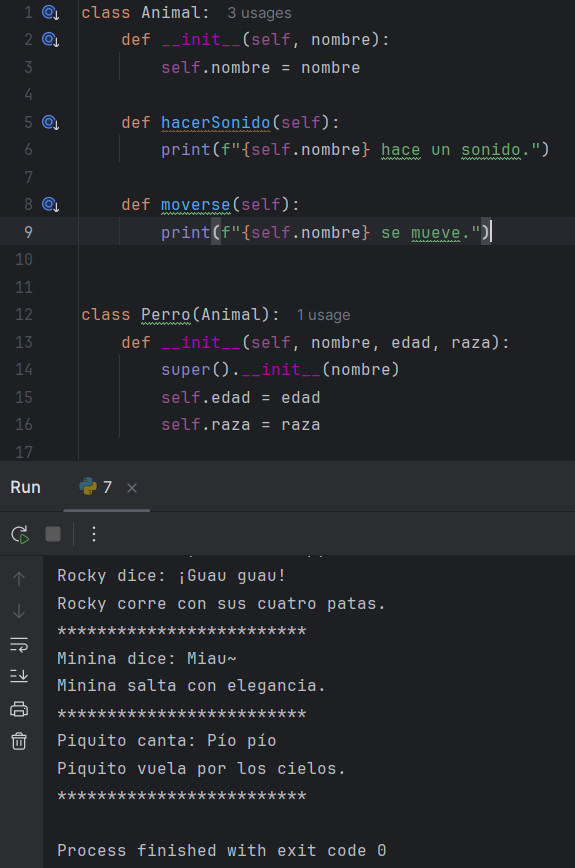 1 class Animal: 3 usages
2 def __init__(self, nombre):
3 self.nombre = nombre
4
5 def hacerSonido(self):
6 print(f"{self.nombre} hace un sonido.")
7
8 def moverse(self):
9 print(f"{self.nombre} se mueve.")
10
11
12 class Perro(Animal): 1 usage
13 def __init__(self, nombre, edad, raza):
14 super().__init__(nombre)
15 self.edad = edad
16 self.raza = raza
17
Run 7
Rocky dice: ¡Guau guau!
Rocky corre con sus cuatro patas.
*************************
Minina dice: Miau~
Minina salta con elegancia.
*************************
Piquito canta: Pío pío
Piquito vuela por los cielos.
*************************
Process finished with exit code 0